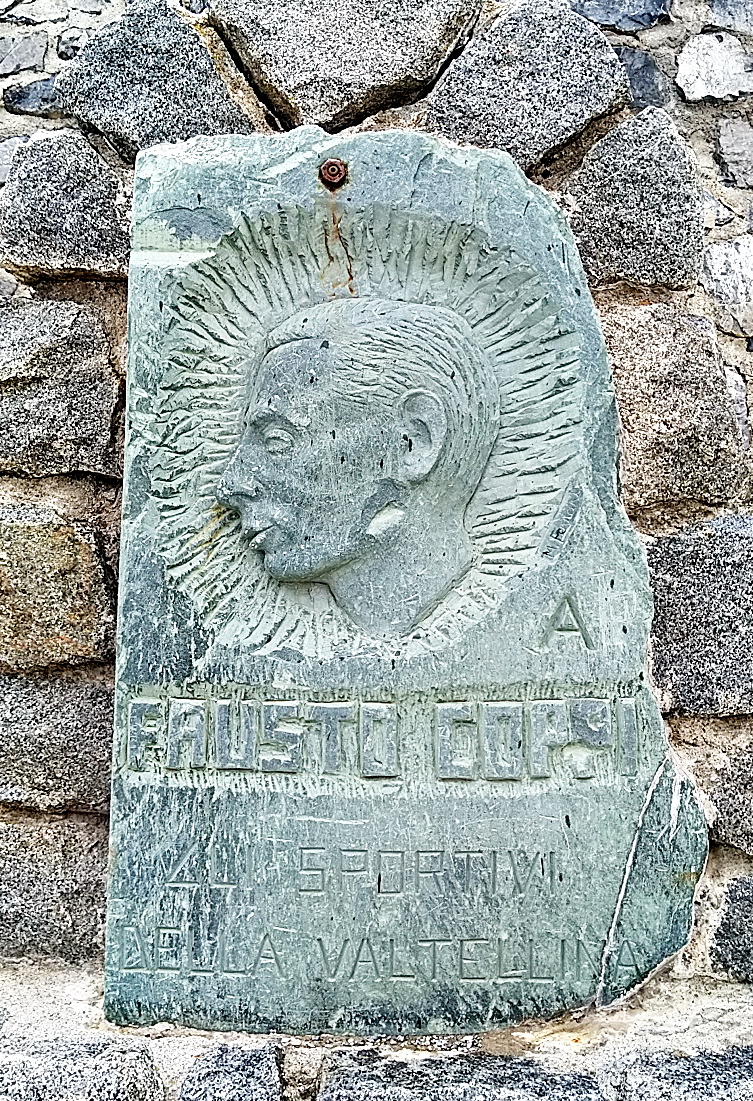 A
FAUSTO COPPI
GLI SPORTIVI
DELLA VALTELLINA